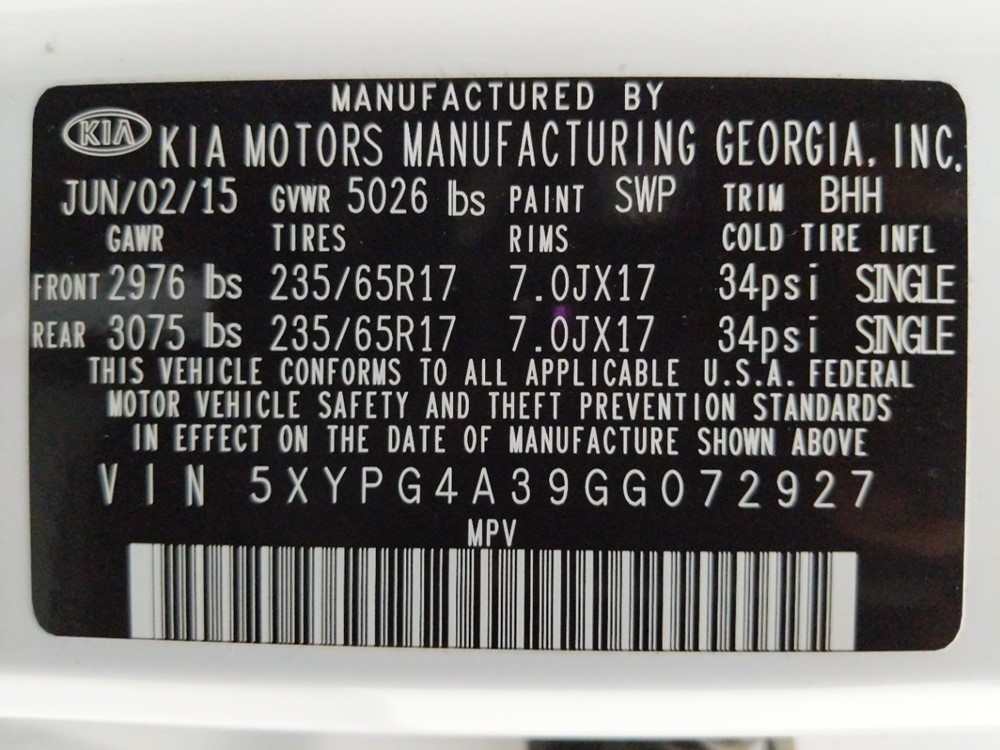 MANUFACTURED BY
KIA KIA MOTORS MANUFACTURING GEORGIA, INC.
JUN/02/15 GVWR 5026 lbs PAINT SWP TRIM BHH
GAWR TIRES RIMS COLD TIRE INFL
FRONT 2976 lbs 235/65R17 7.0JX17 34psi SINGLE
REAR 3075 lbs 235/65R17 7.0JX17 34psi SINGLE
THIS VEHICLE CONFORMS TO ALL APPLICABLE U.S.A. FEDERAL
MOTOR VEHICLE SAFETY AND THEFT PREVENTION STANDARDS
IN EFFECT ON THE DATE OF MANUFACTURE SHOWN ABOVE
VIN 5XYPG4A39GG072927
MPV